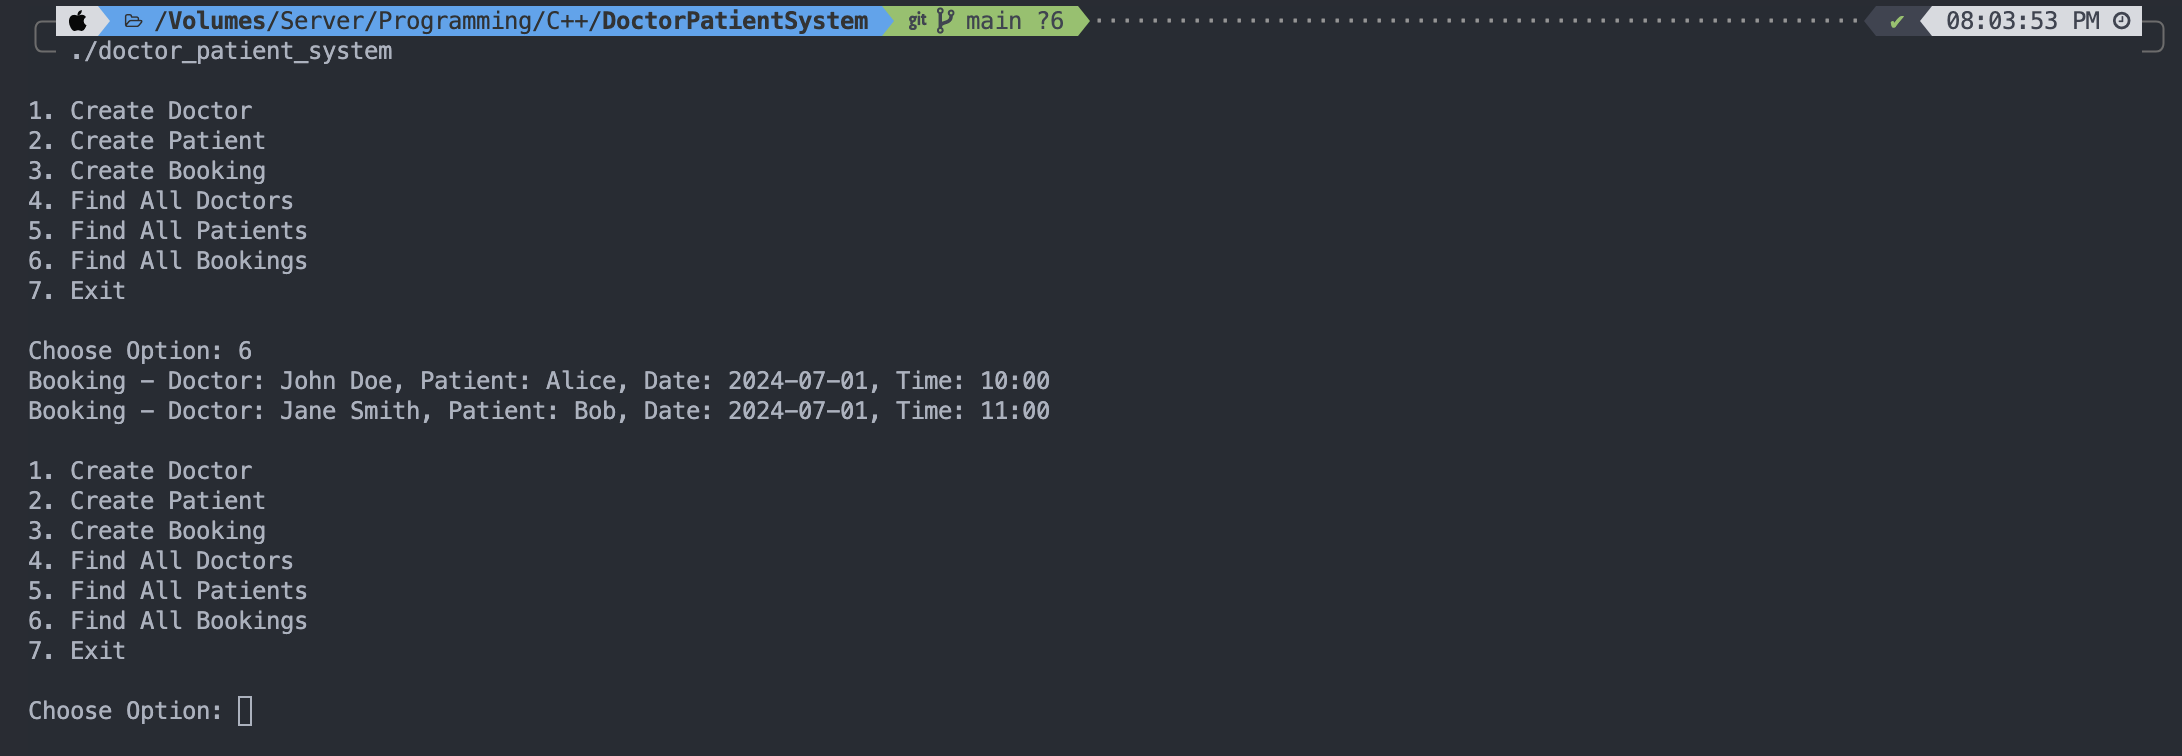 /Volumes/Server/Programming/C++/DoctorPatientSystem git main ?6 ✔ 08:03:53 PM
./doctor_patient_system
1. Create Doctor
2. Create Patient
3. Create Booking
4. Find All Doctors
5. Find All Patients
6. Find All Bookings
7. Exit
Choose Option: 6
Booking - Doctor: John Doe, Patient: Alice, Date: 2024-07-01, Time: 10:00
Booking - Doctor: Jane Smith, Patient: Bob, Date: 2024-07-01, Time: 11:00
1. Create Doctor
2. Create Patient
3. Create Booking
4. Find All Doctors
5. Find All Patients
6. Find All Bookings
7. Exit
Choose Option: